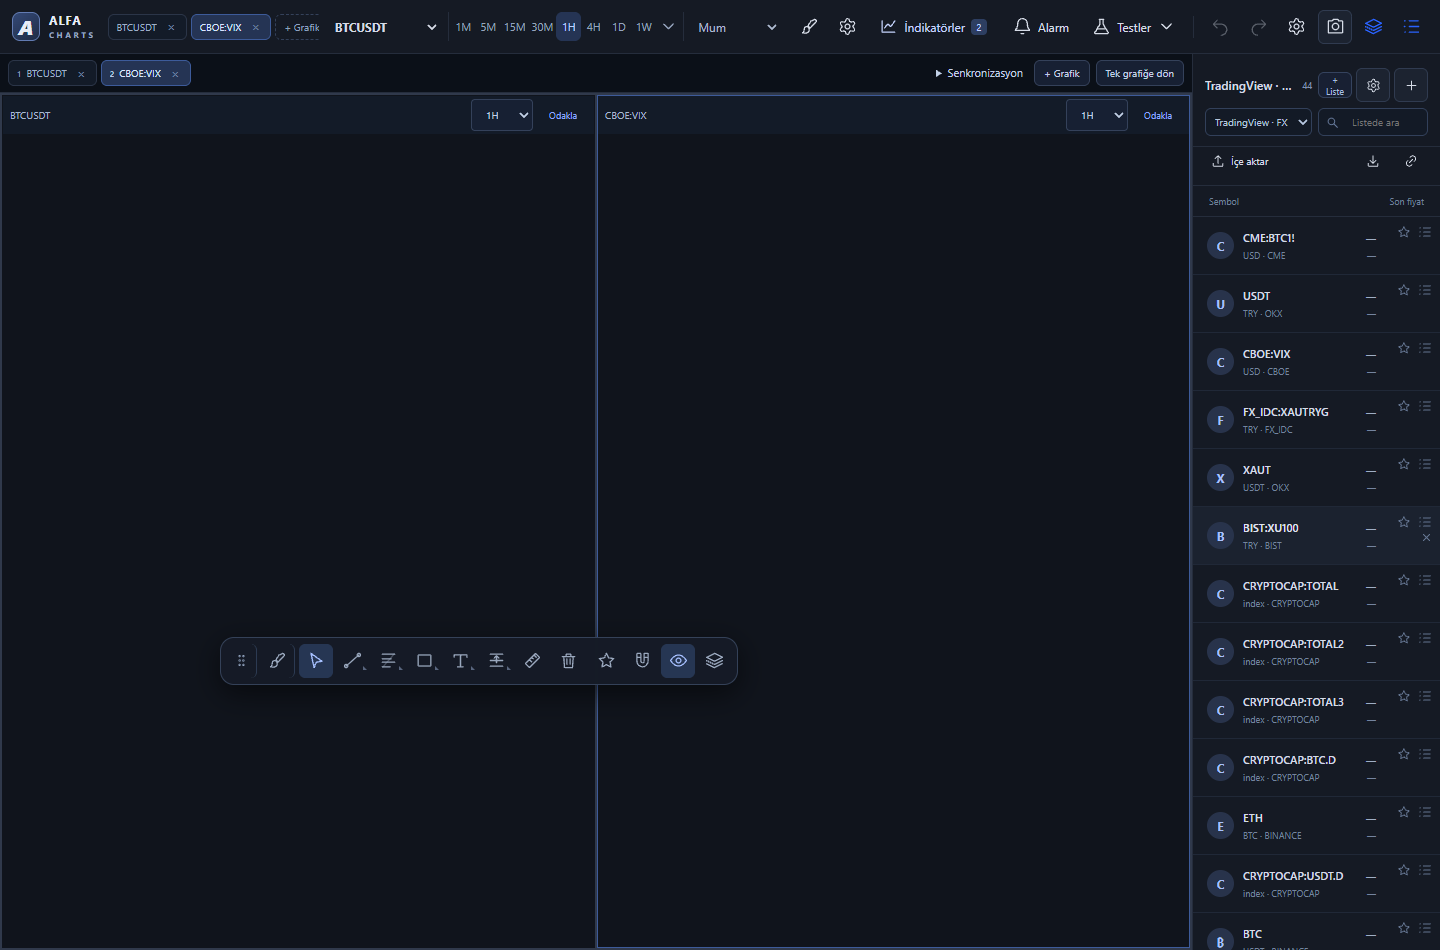 ALFA
CHARTS
BTCUSDT ×
CBOE:VIX ×
+ Grafik
BTCUSDT
1M 5M 15M 30M 1H 4H 1D 1W
Mum
İndikatörler 2
Alarm
Testler
1 BTCUSDT ×
2 CBOE:VIX ×
Senkronizasyon
+ Grafik
Tek grafiğe dön
BTCUSDT
1H
Odakla
CBOE:VIX
1H
Odakla
TradingView · ...
44
+
Liste
+
TradingView · FX
Listede ara
İçe aktar
Sembol
Son fiyat
C
CME:BTC1! —
USD · CME —
U
USDT —
TRY · OKX —
C
CBOE:VIX —
USD · CBOE —
F
FX_IDC:XAUTRYG —
TRY · FX_IDC —
X
XAUT —
USDT · OKX —
B
BIST:XU100 —
TRY · BIST —
C
CRYPTOCAP:TOTAL —
index · CRYPTOCAP —
C
CRYPTOCAP:TOTAL2 —
index · CRYPTOCAP —
C
CRYPTOCAP:TOTAL3 —
index · CRYPTOCAP —
C
CRYPTOCAP:BTC.D —
index · CRYPTOCAP —
E
ETH —
BTC · BINANCE —
C
CRYPTOCAP:USDT.D —
index · CRYPTOCAP —
BTC —